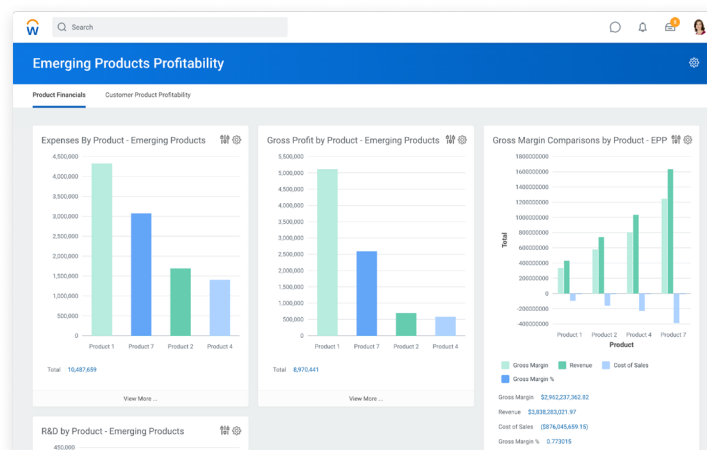 w
Search
8
Emerging Products Profitability
Product Financials
Customer Product Profitability
Expenses By Product - Emerging Products
4,500,000
4,000,000
3,500,000
3,000,000
2,500,000
2,000,000
1,500,000
1,000,000
500,000
0
Product 1 Product 7 Product 2 Product 4
Total 10,487,659
View More ...
Gross Profit by Product - Emerging Products
5,500,000
5,000,000
4,500,000
4,000,000
3,500,000
3,000,000
2,500,000
2,000,000
1,500,000
1,000,000
500,000
0
Product 1 Product 7 Product 2 Product 4
Total 8,970,441
View More ...
Gross Margin Comparisons by Product - EPP
1800000000
1600000000
1400000000
1200000000
1000000000
800000000
600000000
400000000
200000000
0
-200000000
-400000000
Total
Product 1 Product 2 Product 4 Product 7
Product
Gross Margin Revenue Cost of Sales
Gross Margin %
Gross Margin $2,962,237,362.82
Revenue $3,838,283,021.97
Cost of Sales ($876,045,659.15)
Gross Margin % 0.773015
R&D by Product - Emerging Products
450,000